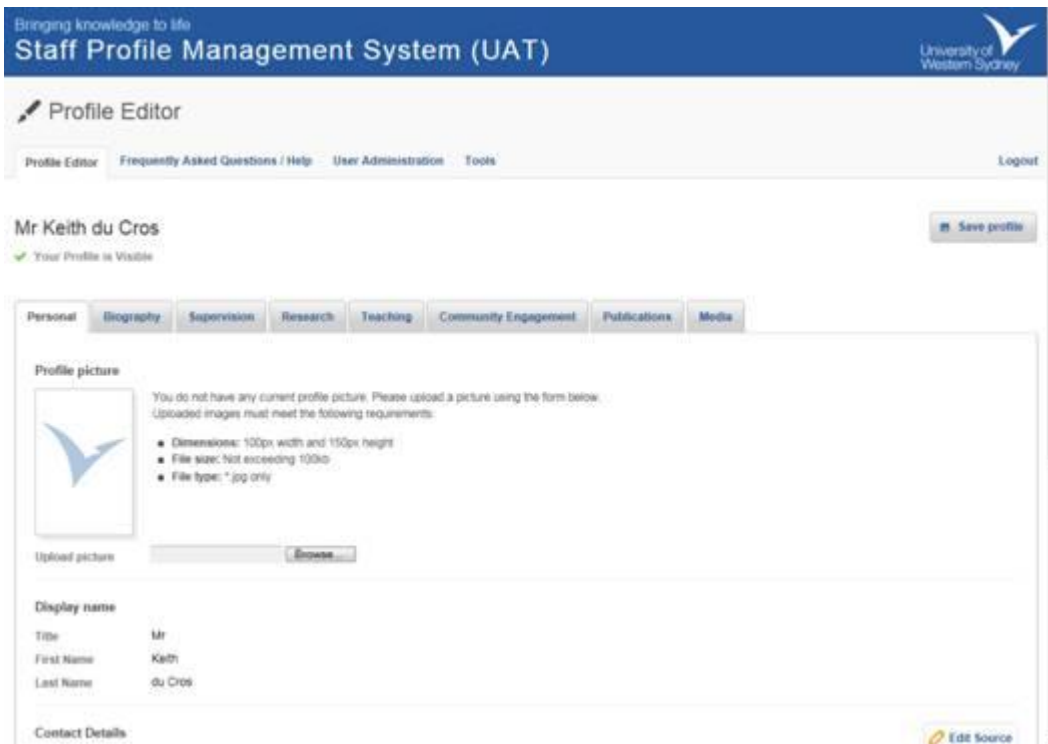 Bringing knowledge to life
Staff Profile Management System (UAT)
University of
Western Sydney
Profile Editor
Profile Editor Frequently Asked Questions / Help User Administration Tools Logout
Mr Keith du Cros
Save profile
Your Profile is Visible
Personal Biography Supervision Research Teaching Community Engagement Publications Media
Profile picture
You do not have any current profile picture. Please upload a picture using the form below.
Uploaded images must meet the following requirements:
Dimensions: 100px width and 150px height
File size: Not exceeding 100kb
File type: *.jpg only
Upload picture Browse...
Display name
Title Mr
First Name Keith
Last Name du Cros
Contact Details Edit Source